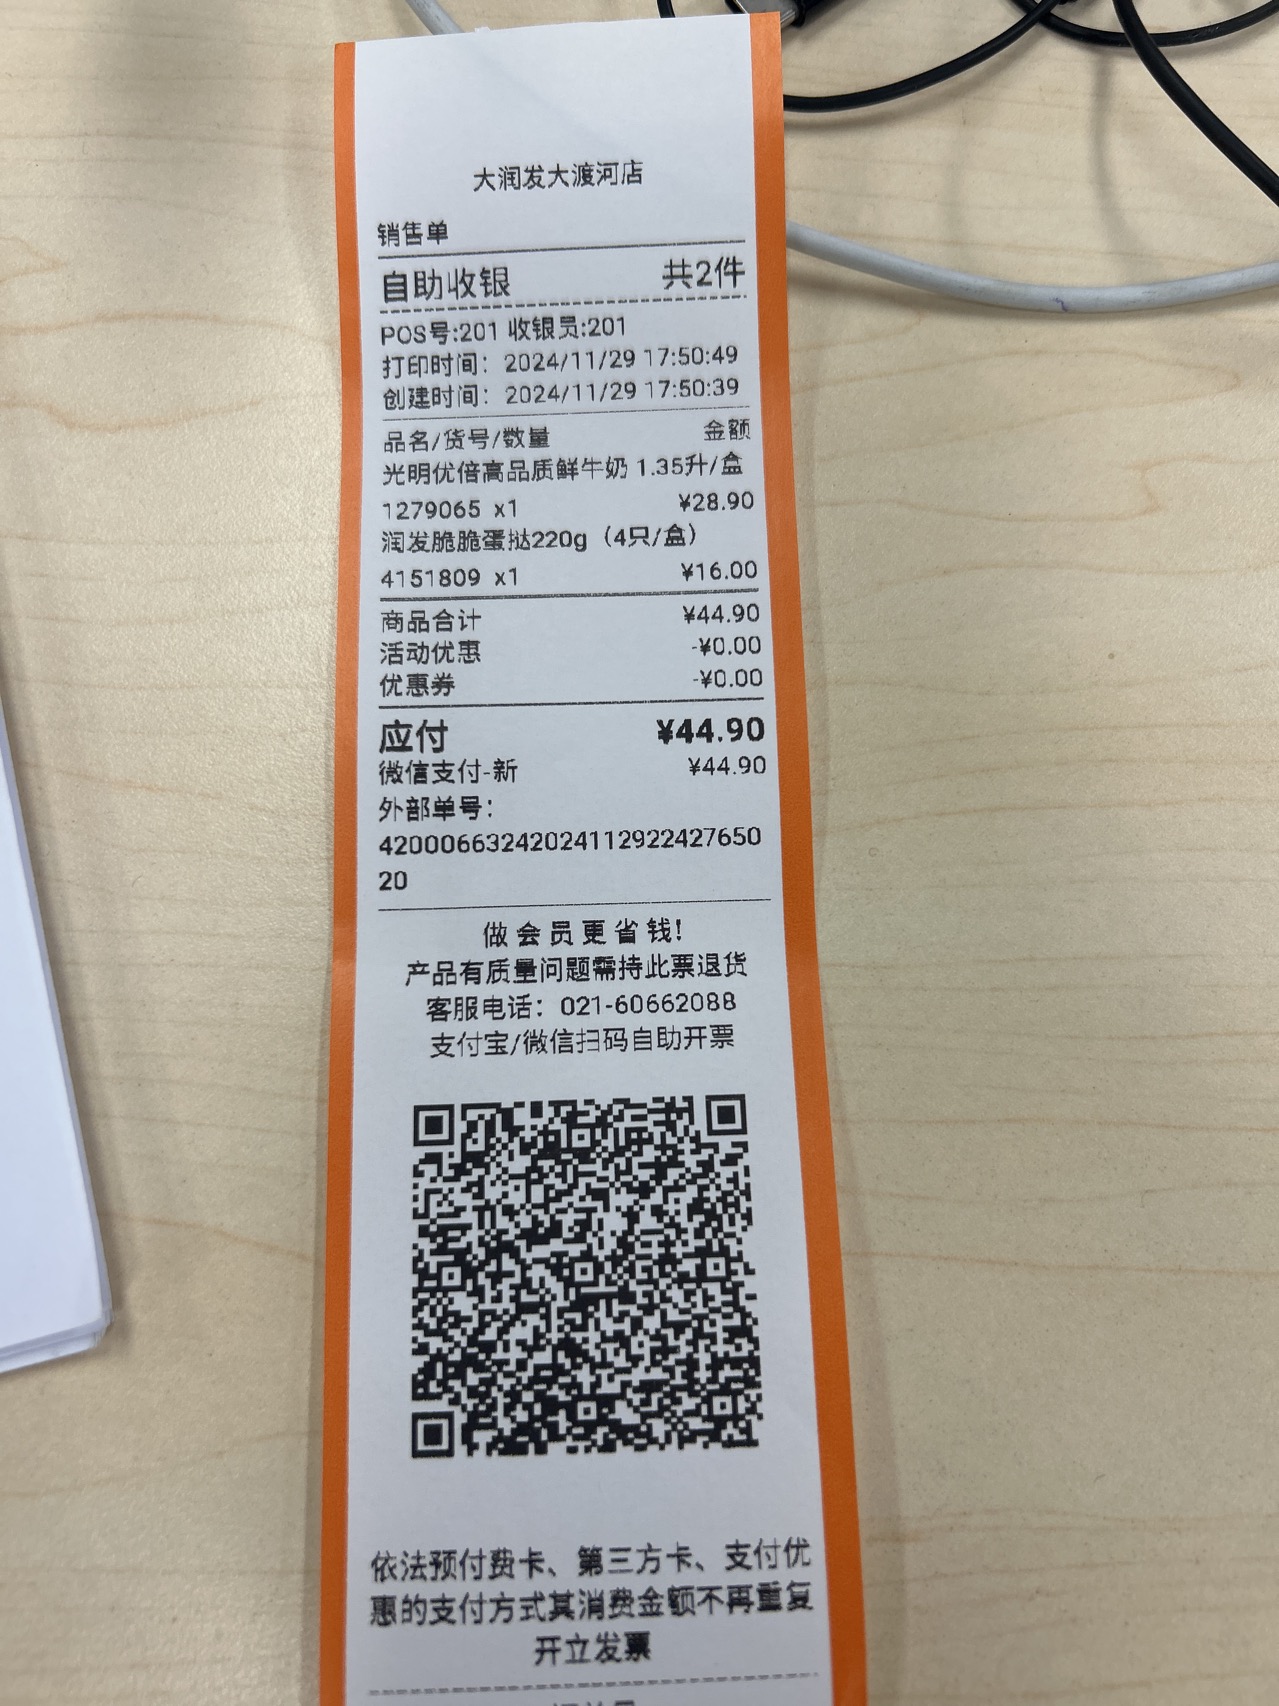 大润发大渡河店
销售单
自助收银 共2件
POS号:201 收银员:201
打印时间：2024/11/29 17:50:49
创建时间：2024/11/29 17:50:39
品名/货号/数量 金额
光明优倍高品质鲜牛奶 1.35升/盒
1279065 x1 ¥28.90
润发脆脆蛋挞220g（4只/盒）
4151809 x1 ¥16.00
商品合计 ¥44.90
活动优惠 -¥0.00
优惠券 -¥0.00
应付 ¥44.90
微信支付-新 ¥44.90
外部单号：
42000663242024112922427650
20
做会员更省钱!
产品有质量问题需持此票退货
客服电话：021-60662088
支付宝/微信扫码自助开票
依法预付费卡、第三方卡、支付优
惠的支付方式其消费金额不再重复
开立发票